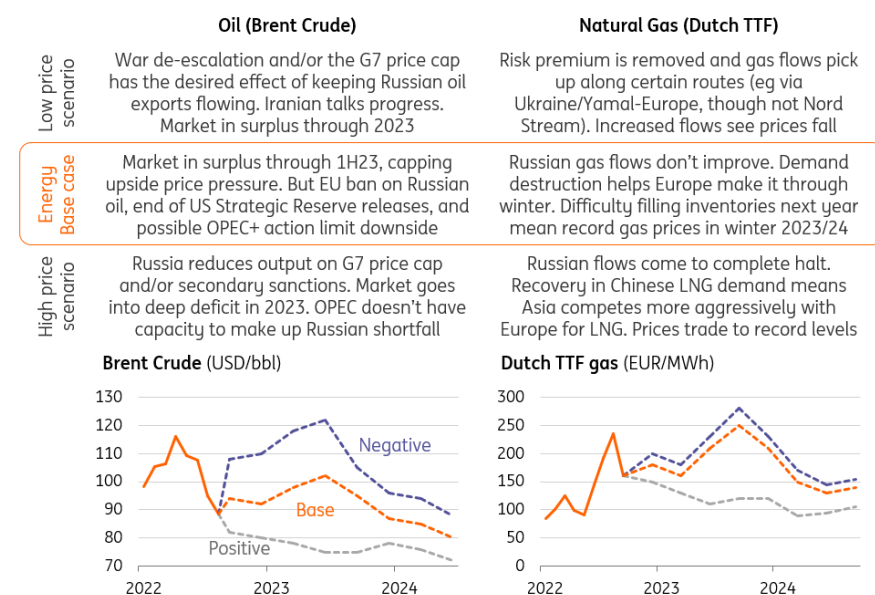 Oil (Brent Crude)
Natural Gas (Dutch TTF)
Low price
scenario
War de-escalation and/or the G7 price cap
has the desired effect of keeping Russian oil
exports flowing. Iranian talks progress.
Market in surplus through 2023
Risk premium is removed and gas flows pick
up along certain routes (eg via
Ukraine/Yamal-Europe, though not Nord
Stream). Increased flows see prices fall
Energy
Base case
Market in surplus through 1H23, capping
upside price pressure. But EU ban on Russian
oil, end of US Strategic Reserve releases, and
possible OPEC+ action limit downside
Russian gas flows don’t improve. Demand
destruction helps Europe make it through
winter. Difficulty filling inventories next year
mean record gas prices in winter 2023/24
High price
scenario
Russia reduces output on G7 price cap
and/or secondary sanctions. Market goes
into deep deficit in 2023. OPEC doesn’t have
capacity to make up Russian shortfall
Russian flows come to complete halt.
Recovery in Chinese LNG demand means
Asia competes more aggressively with
Europe for LNG. Prices trade to record levels
Brent Crude (USD/bbl)
130
120
110
100
90
80
70
Negative
Base
Positive
2022
2023
2024
Dutch TTF gas (EUR/MWh)
300
250
200
150
100
50
0
2022
2023
2024